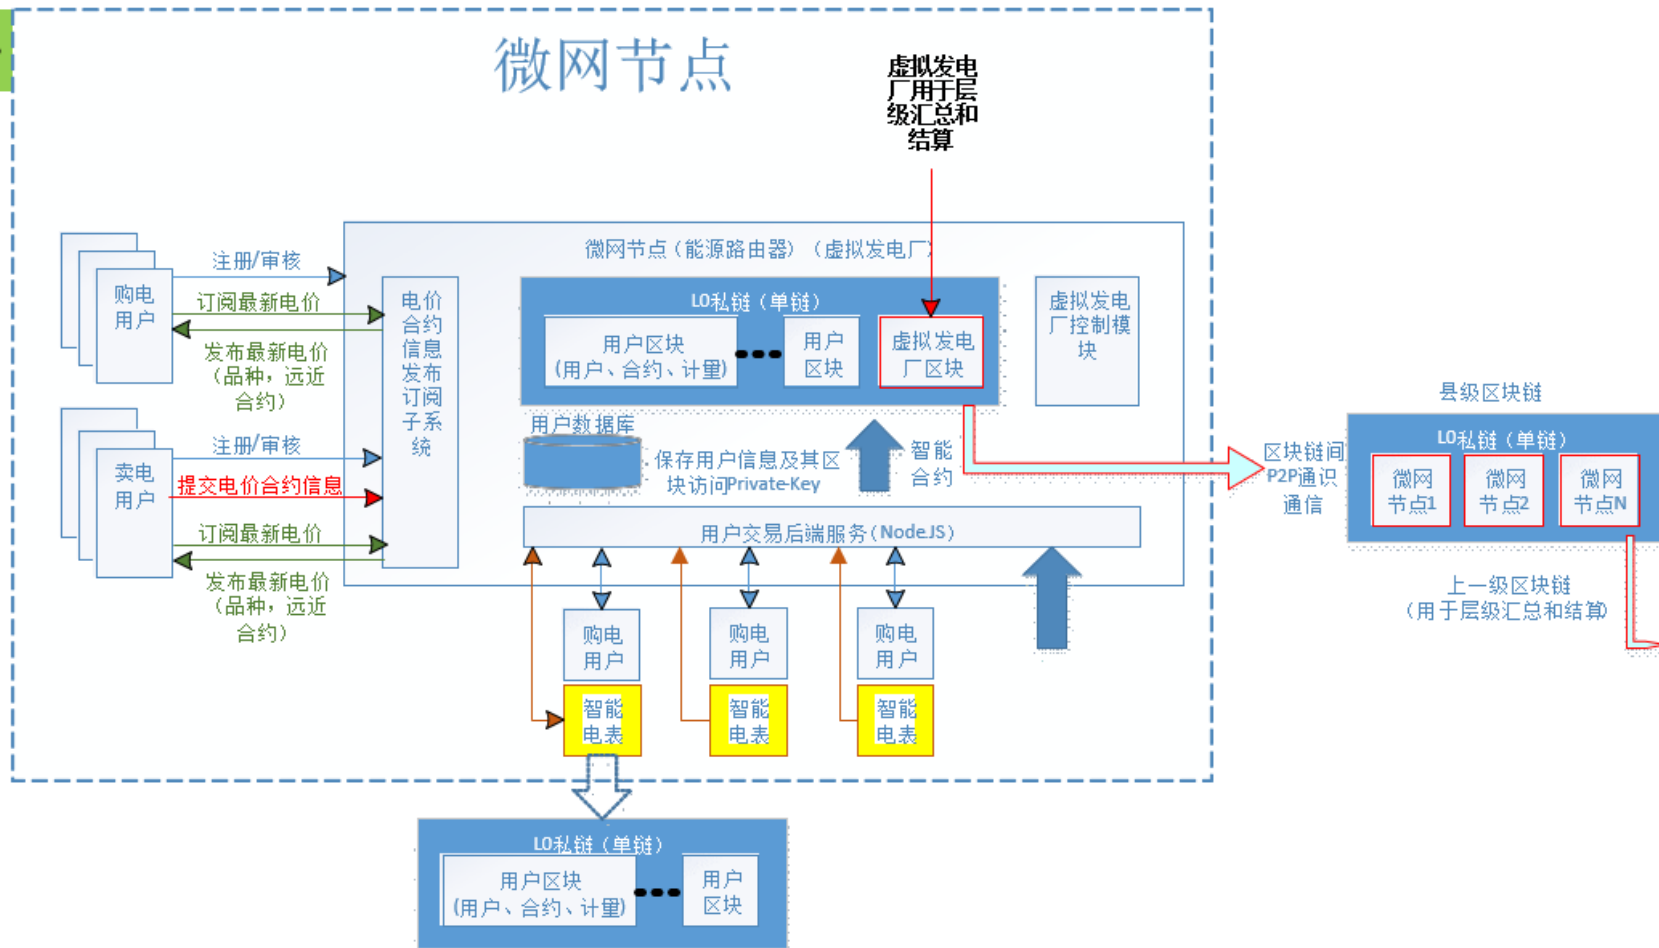 微网节点
虚拟发电
厂用于层
级汇总和
结算
微网节点（能源路由器）（虚拟发电厂）
购电
用户
注册/审核
订阅最新电价
发布最新电价
（品种，远近
合约）
卖电
用户
注册/审核
提交电价合约信息
订阅最新电价
发布最新电价
（品种，远近
合约）
电价
合约
信息
发布
订阅
子系
统
L0私链（单链）
用户区块
(用户、合约、计量)
用户
区块
虚拟发电
厂区块
虚拟发电
厂控制模
块
用户数据库
保存用户信息及其区
块访问Private-Key
智能
合约
用户交易后端服务(NodeJS)
购电
用户
智能
电表
购电
用户
智能
电表
购电
用户
智能
电表
区块链间
P2P通识
通信
县级区块链
L0私链（单链）
微网
节点1
微网
节点2
微网
节点N
上一级区块链
（用于层级汇总和结算）
L0私链（单链）
用户区块
(用户、合约、计量)
用户
区块